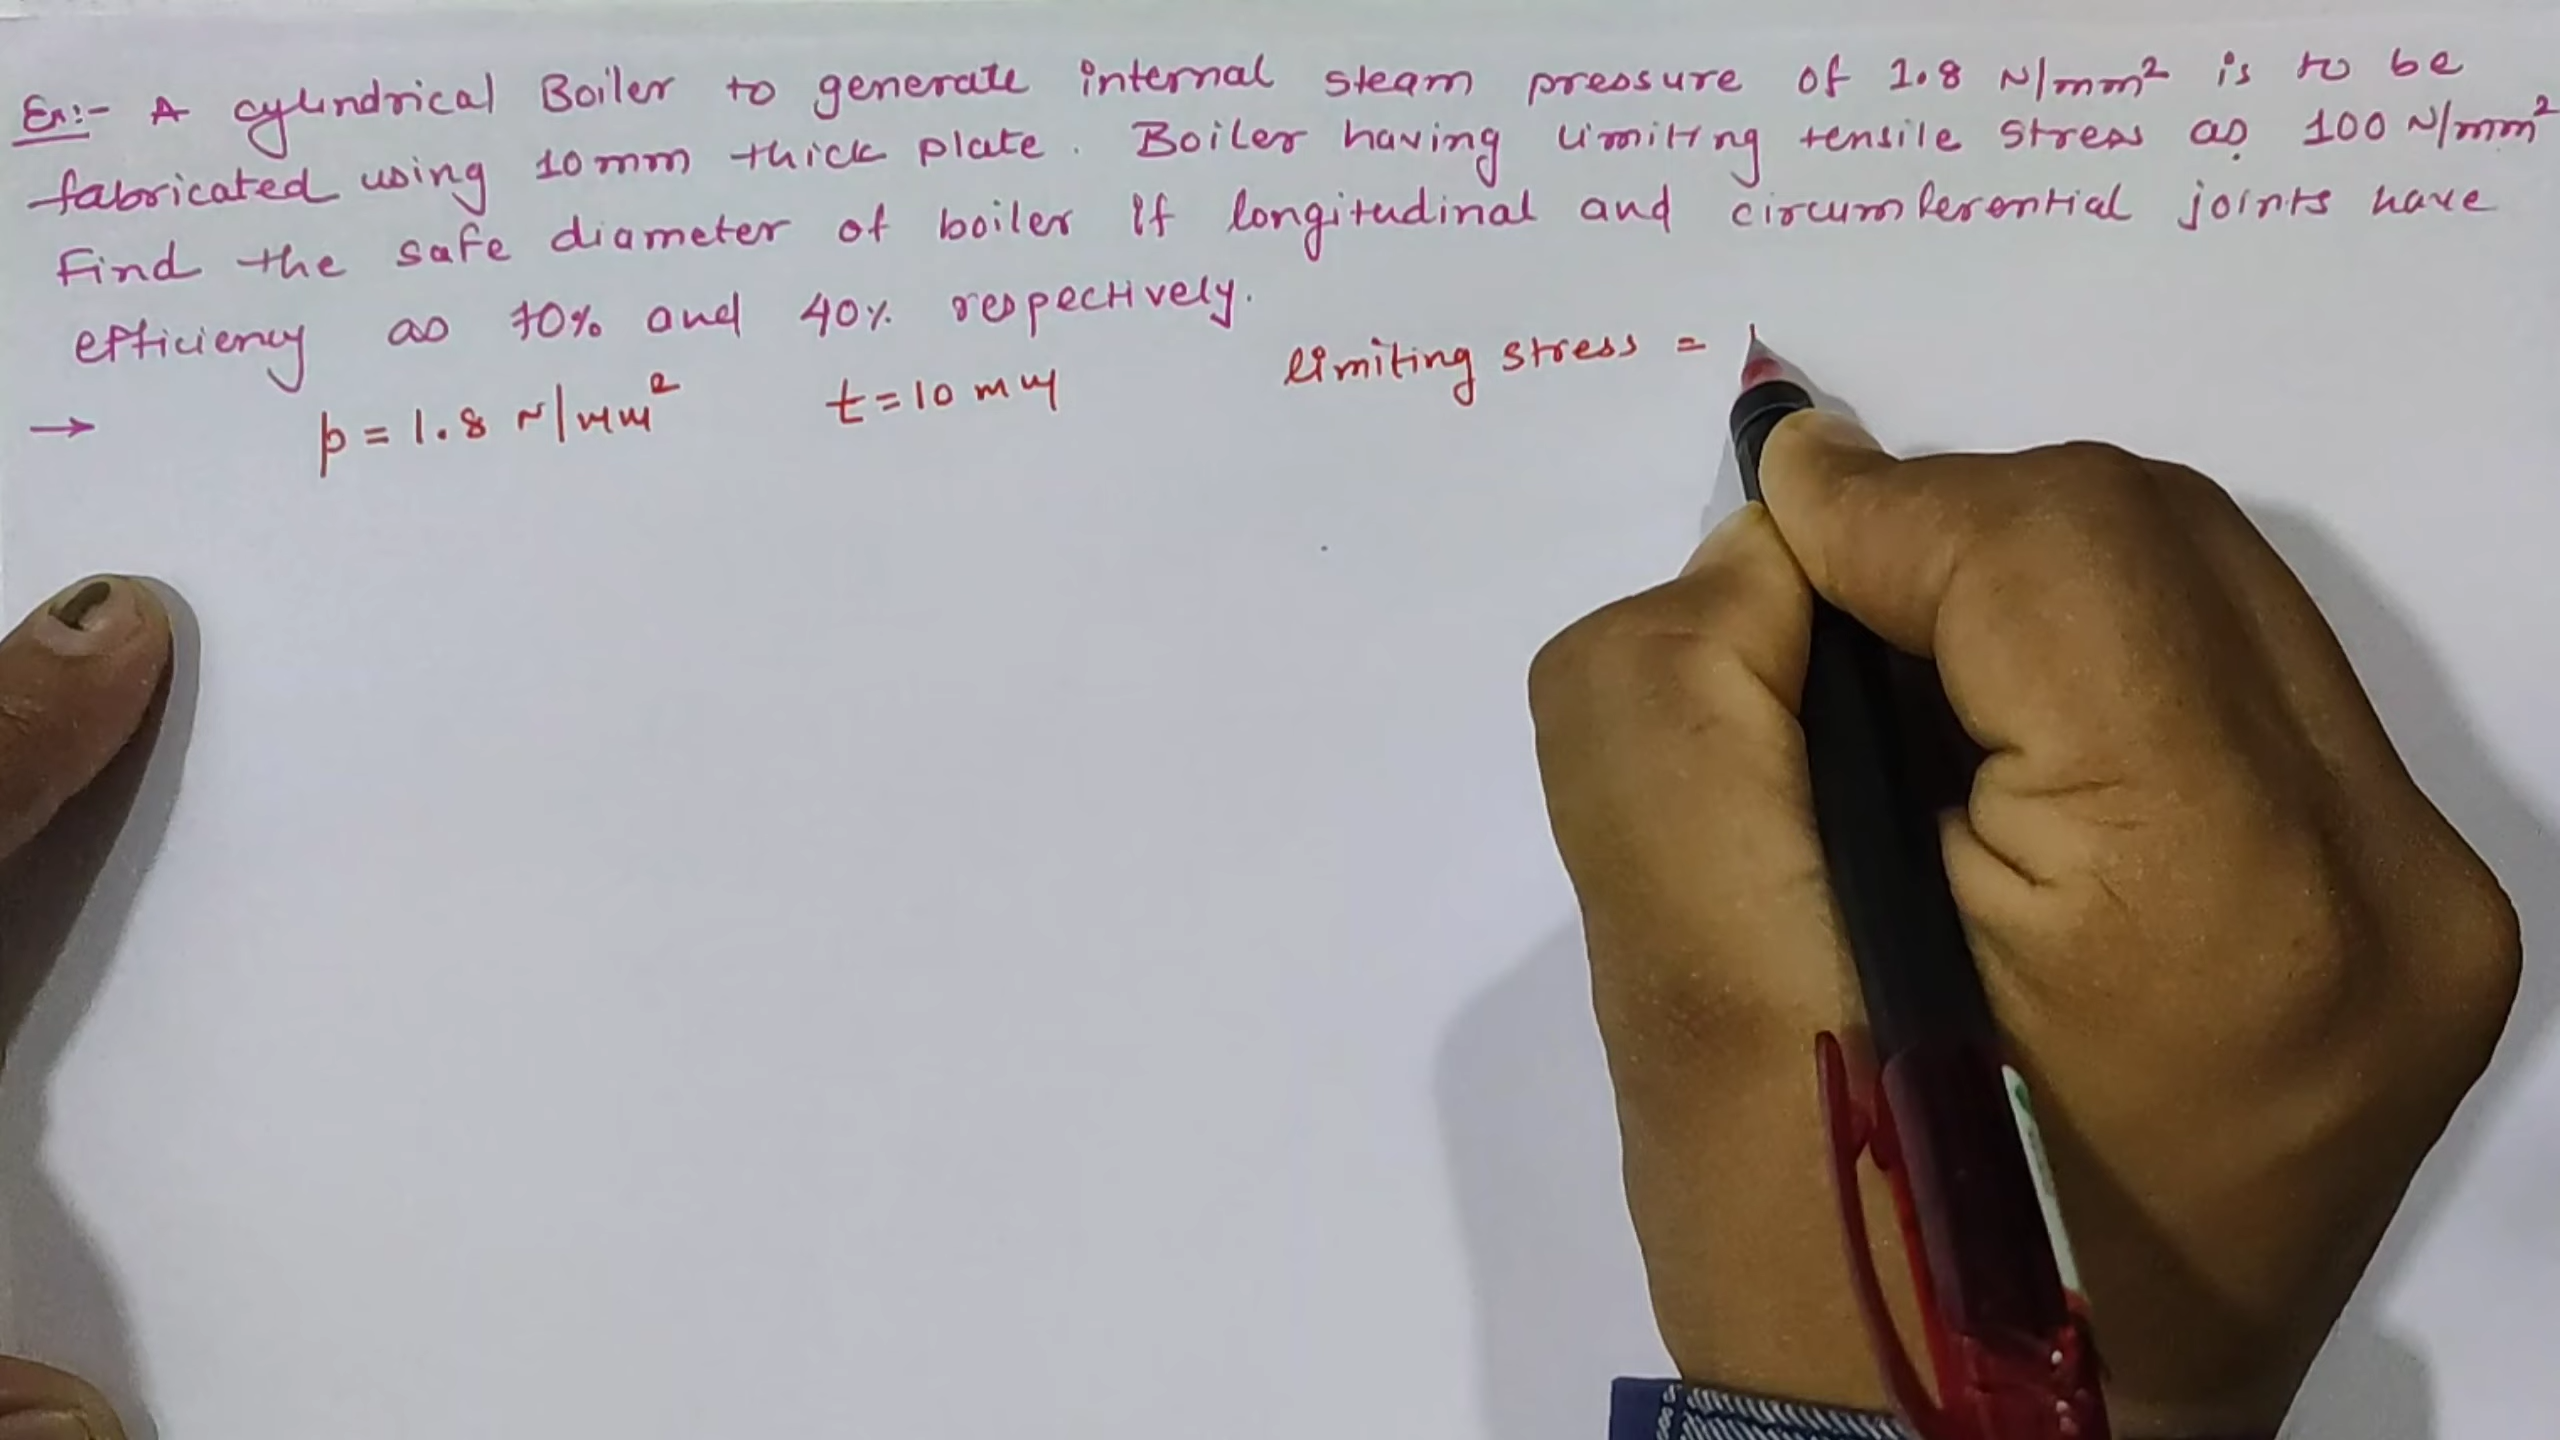 Ex:- A cylindrical Boiler to generate internal steam pressure of 1.8 N/mm² is to be
fabricated using 10mm thick plate. Boiler having limiting tensile stress as 100 N/mm²
Find the safe diameter of boiler if longitudinal and circumferential joints have
efficiency as 70% and 40% respectively.
→ p = 1.8 N/mm² t = 10 mm limiting stress =